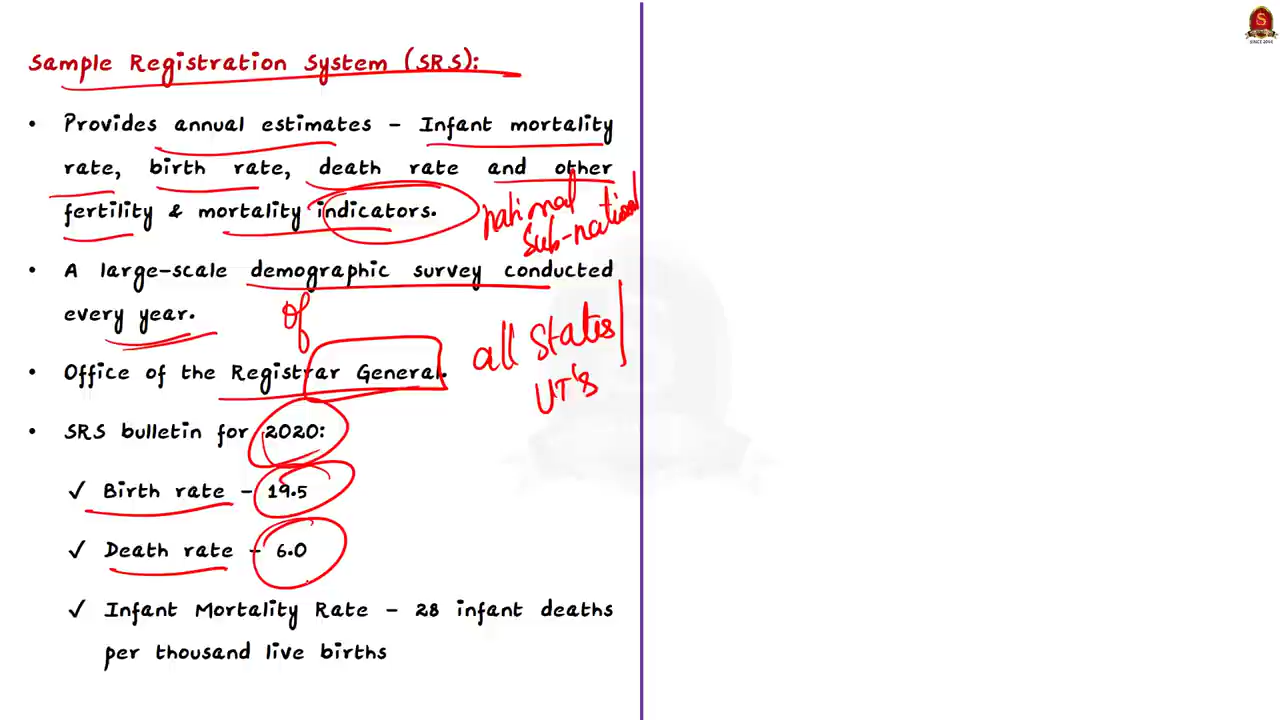 Sample Registration System (SRS):
• Provides annual estimates - Infant mortality
rate, birth rate, death rate and other
fertility & mortality indicators.
national
sub-national
• A large-scale demographic survey conducted
every year.
of
all States
UT's
• Office of the Registrar General.
• SRS bulletin for 2020:
✓ Birth rate - 19.5
✓ Death rate - 6.0
✓ Infant Mortality Rate - 28 infant deaths
per thousand live births
S
SINCE 2004